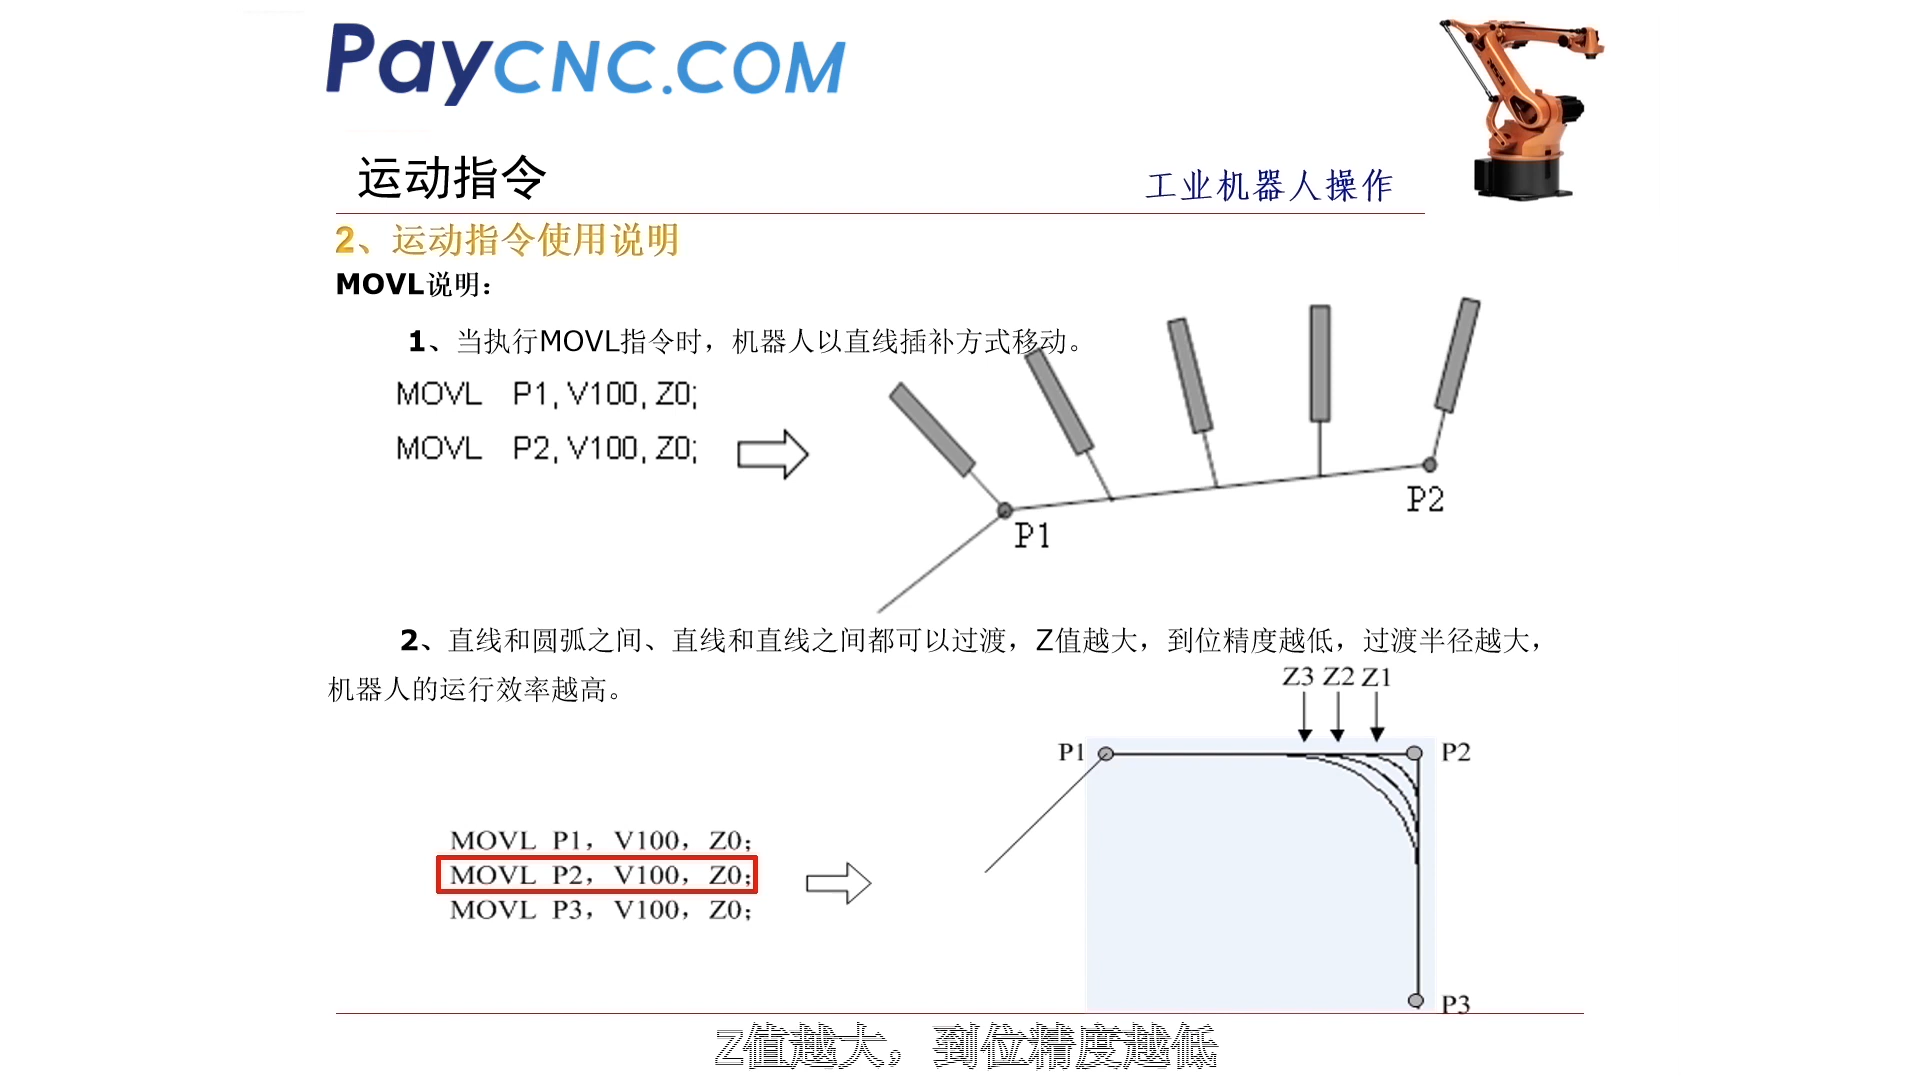 PayCNC.COM
运动指令
工业机器人操作
2、运动指令使用说明
MOVL说明：
1、当执行MOVL指令时，机器人以直线插补方式移动。
MOVL P1, V100, Z0;
MOVL P2, V100, Z0;
P1
P2
2、直线和圆弧之间、直线和直线之间都可以过渡，Z值越大，到位精度越低，过渡半径越大，
机器人的运行效率越高。
Z3 Z2 Z1
P1
P2
MOVL P1， V100， Z0；
MOVL P2， V100， Z0；
MOVL P3， V100， Z0；
P3
Z值越大，到位精度越低